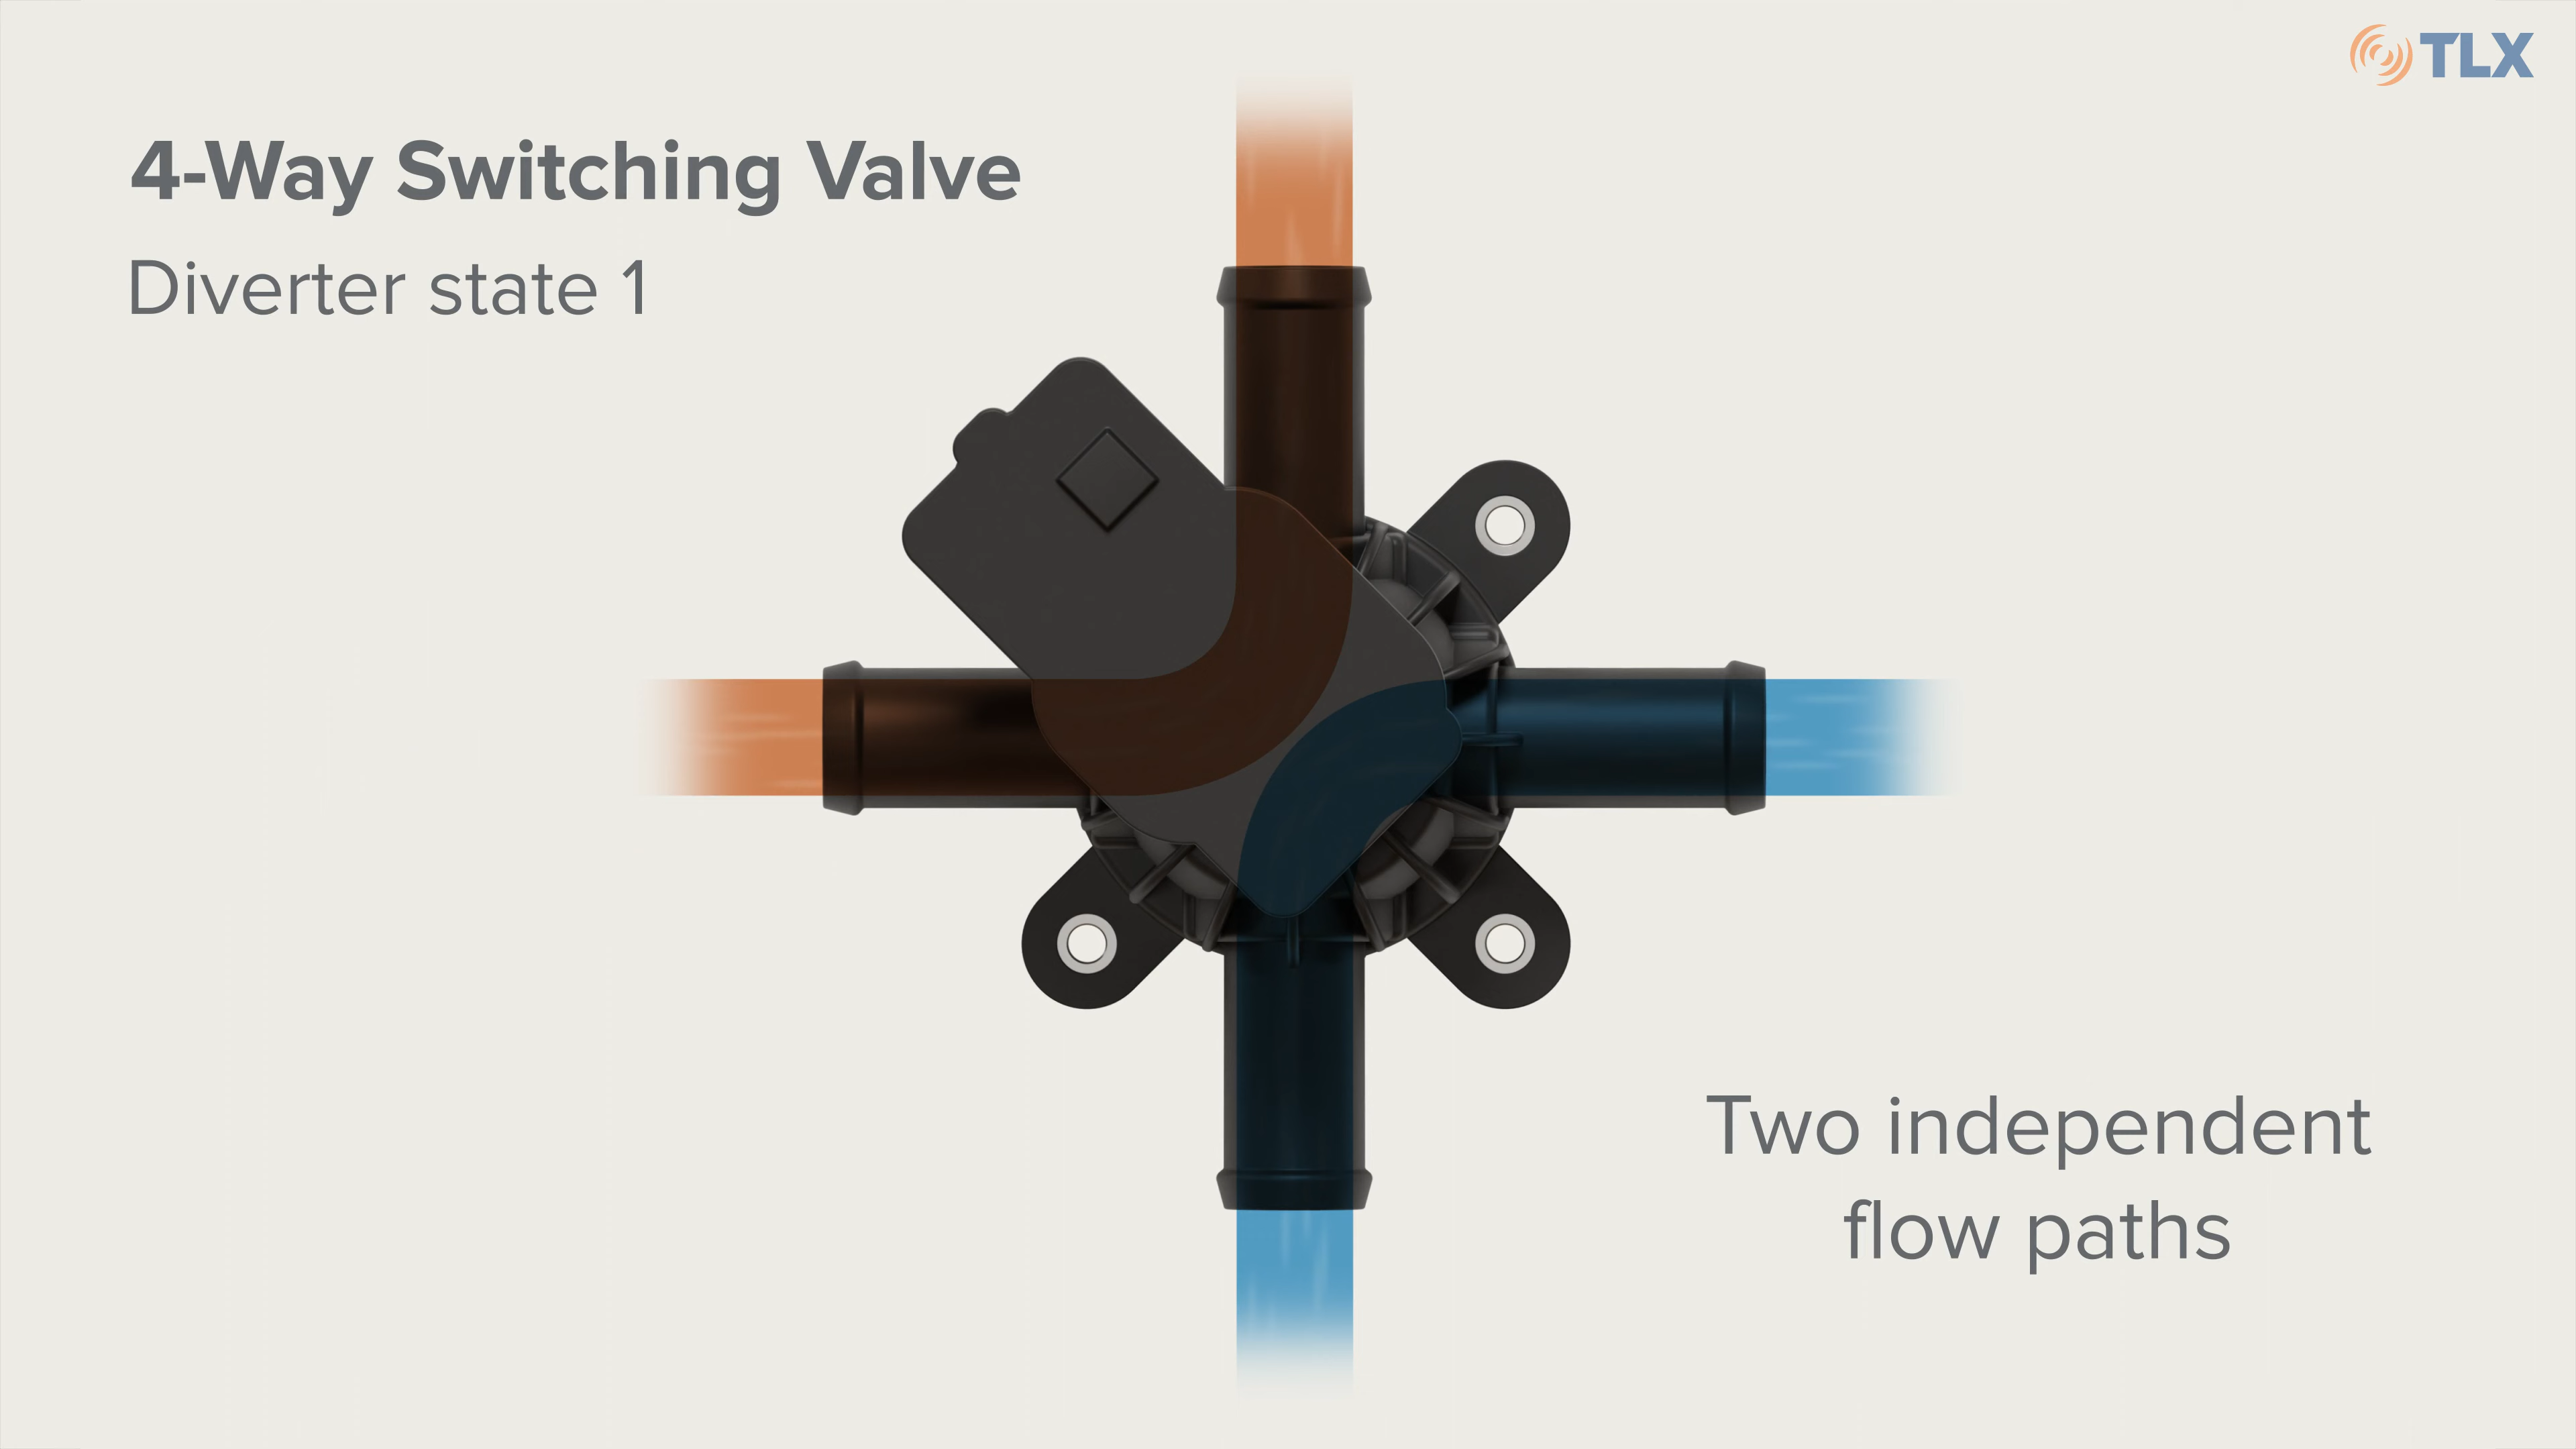 TLX
4-Way Switching Valve
Diverter state 1
Two independent
flow paths